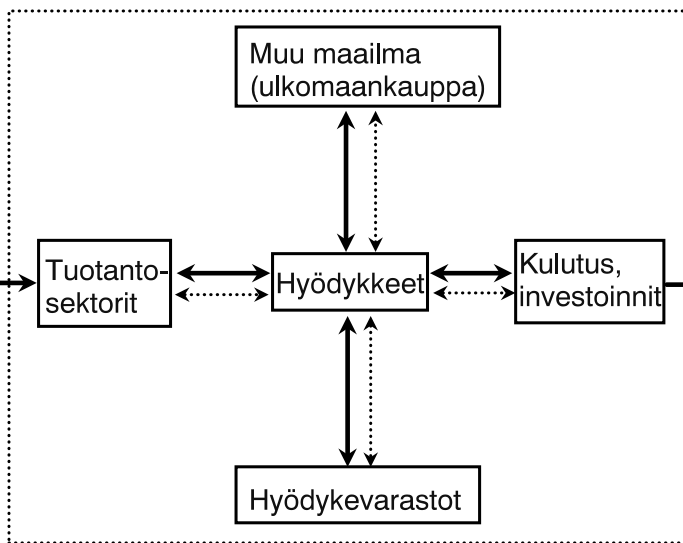 Muu maailma
(ulkomaankauppa)
Tuotanto-
sektorit
Hyödykkeet
Kulutus,
investoinnit
Hyödykevarastot